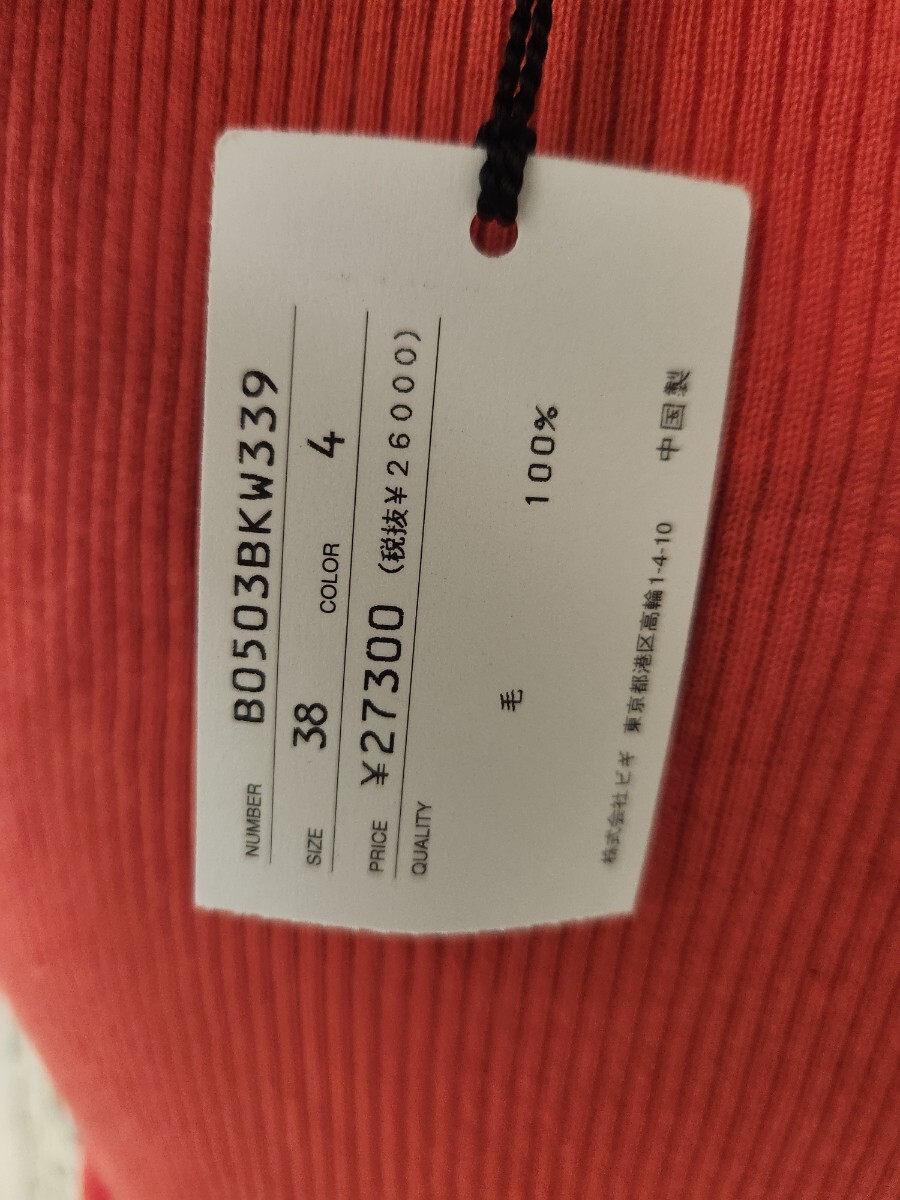 NUMBER B0503BKW339
SIZE 38 COLOR 4
PRICE ¥27300 (税抜¥26000)
QUALITY
毛 100%
株式会社ビギ 東京都港区高輪1-4-10 中国製